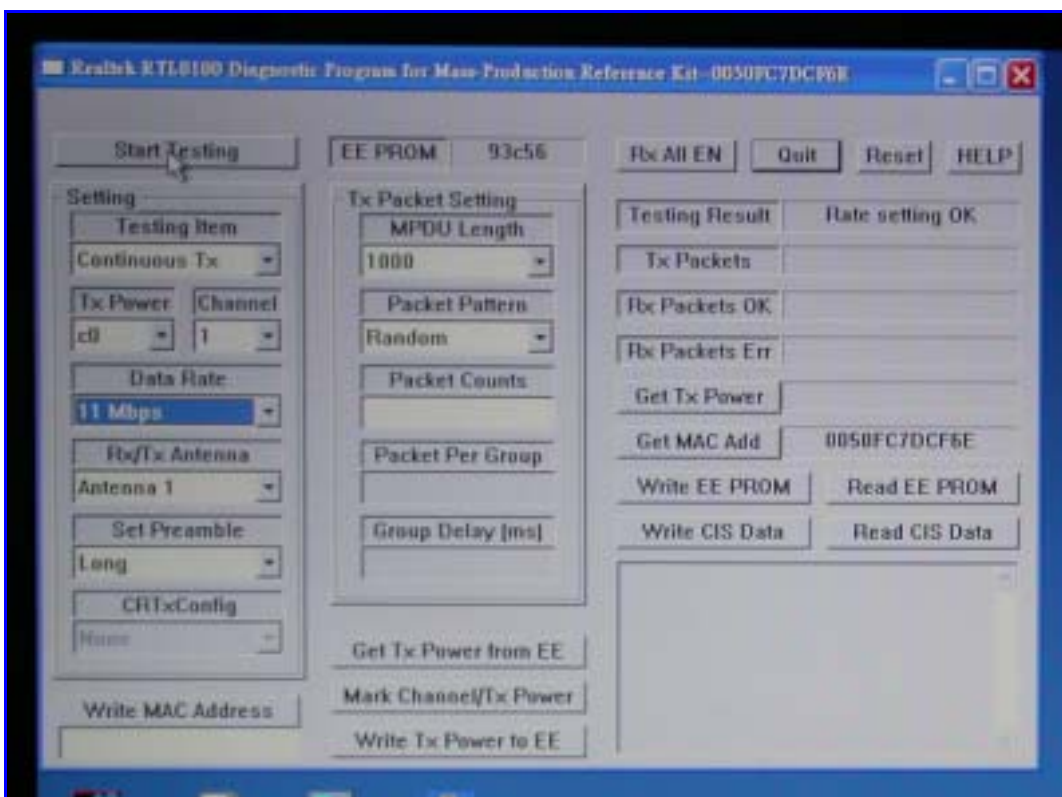 Realtek RTL8180 Diagnostic Program for Mass-Production Reference Kit--0050FC7DCF6E
Start Testing
EE PROM 93c56
Rx All EN Quit Reset HELP
Setting
Testing Item
Continuous Tx
Tx Power Channel
c0 1
Data Rate
11 Mbps
Rx/Tx Antenna
Antenna 1
Set Preamble
Long
CRTxConfig
None
Write MAC Address
Tx Packet Setting
MPDU Length
1000
Packet Pattern
Random
Packet Counts
Packet Per Group
Group Delay [ms]
Get Tx Power from EE
Mark Channel/Tx Power
Write Tx Power to EE
Testing Result Rate setting OK
Tx Packets
Rx Packets OK
Rx Packets Err
Get Tx Power
Get MAC Add 0050FC7DCF6E
Write EE PROM Read EE PROM
Write CIS Data Read CIS Data